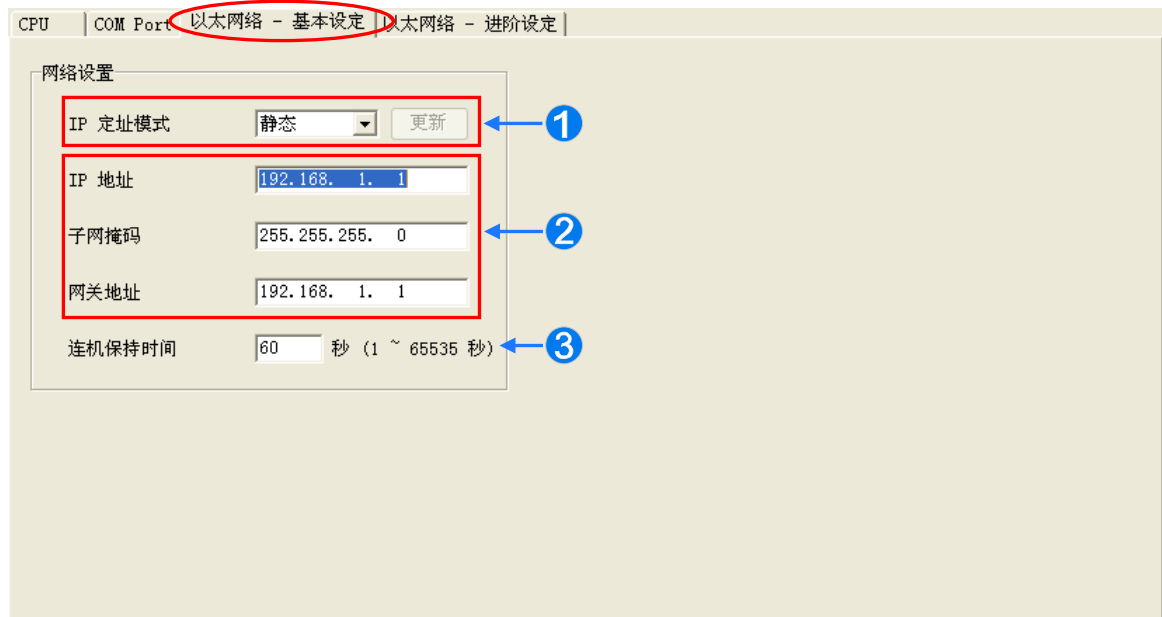 CPU COM Port 以太网络 - 基本设定 以太网络 - 进阶设定
网络设置
IP 定址模式 静态 更新 1
IP 地址 192.168. 1. 1
子网掩码 255.255.255. 0 2
网关地址 192.168. 1. 1
连机保持时间 60 秒 (1 ~ 65535 秒) 3